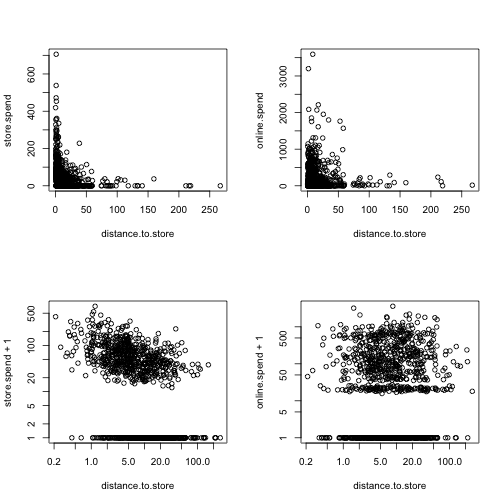 store.spend
600
400
200
0
0 50 100 150 200 250
distance.to.store
online.spend
3000
1000
0
0 50 100 150 200 250
distance.to.store
store.spend + 1
500
100
20
5
2
1
0.2 1.0 5.0 20.0 100.0
distance.to.store
online.spend + 1
500
50
5
1
0.2 1.0 5.0 20.0 100.0
distance.to.store